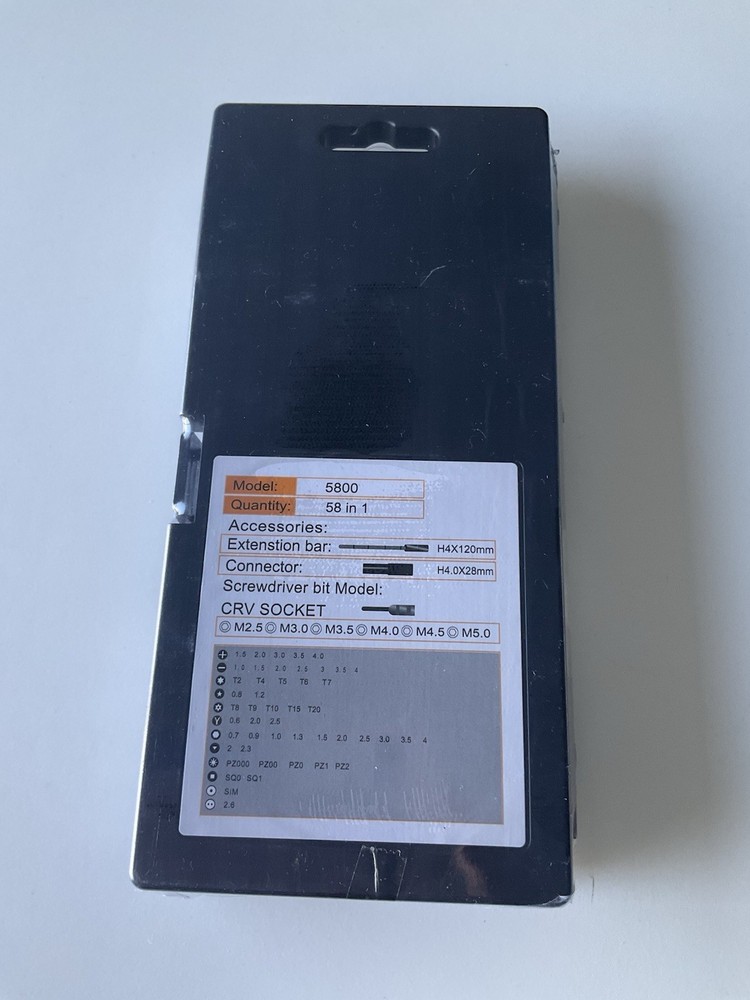 Model: 5800
Quantity: 58 in 1
Accessories:
Extenstion bar: H4X120mm
Connector: H4.0X28mm
Screwdriver bit Model:
CRV SOCKET
M2.5 M3.0 M3.5 M4.0 M4.5 M5.0
1.5 2.0 3.0 3.5 4.0
1.0 1.5 2.0 2.5 3 3.5 4
T2 T4 T5 T6 T7
0.8 1.2
T8 T9 T10 T15 T20
0.6 2.0 2.5
0.7 0.9 1.0 1.3 1.5 2.0 2.5 3.0 3.5 4
2 2.3
PZ000 PZ00 PZ0 PZ1 PZ2
SQ0 SQ1
SIM
2.6